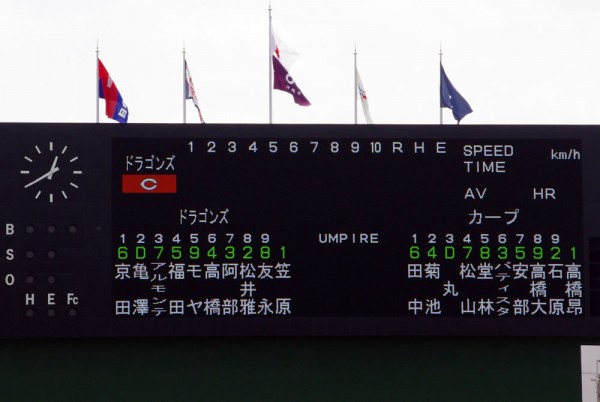 1 2 3 4 5 6 7 8 9 10 R H E
SPEED km/h
TIME
AV HR
ドラゴンズ
C
ドラゴンズ
1 2 3 4 5 6 7 8 9
6 D 7 5 9 4 3 2 8 1
京田
亀澤
アルモンテ
福田
モヤ
高橋
阿部
松井雅
友永
笠原
UMPIRE
カープ
1 2 3 4 5 6 7 8 9
6 4 D 7 8 3 5 9 2 1
田中
菊池
丸
松山
堂林
バティスタ
安部
高橋大
石原
高橋昂
B
S
O
H E Fc